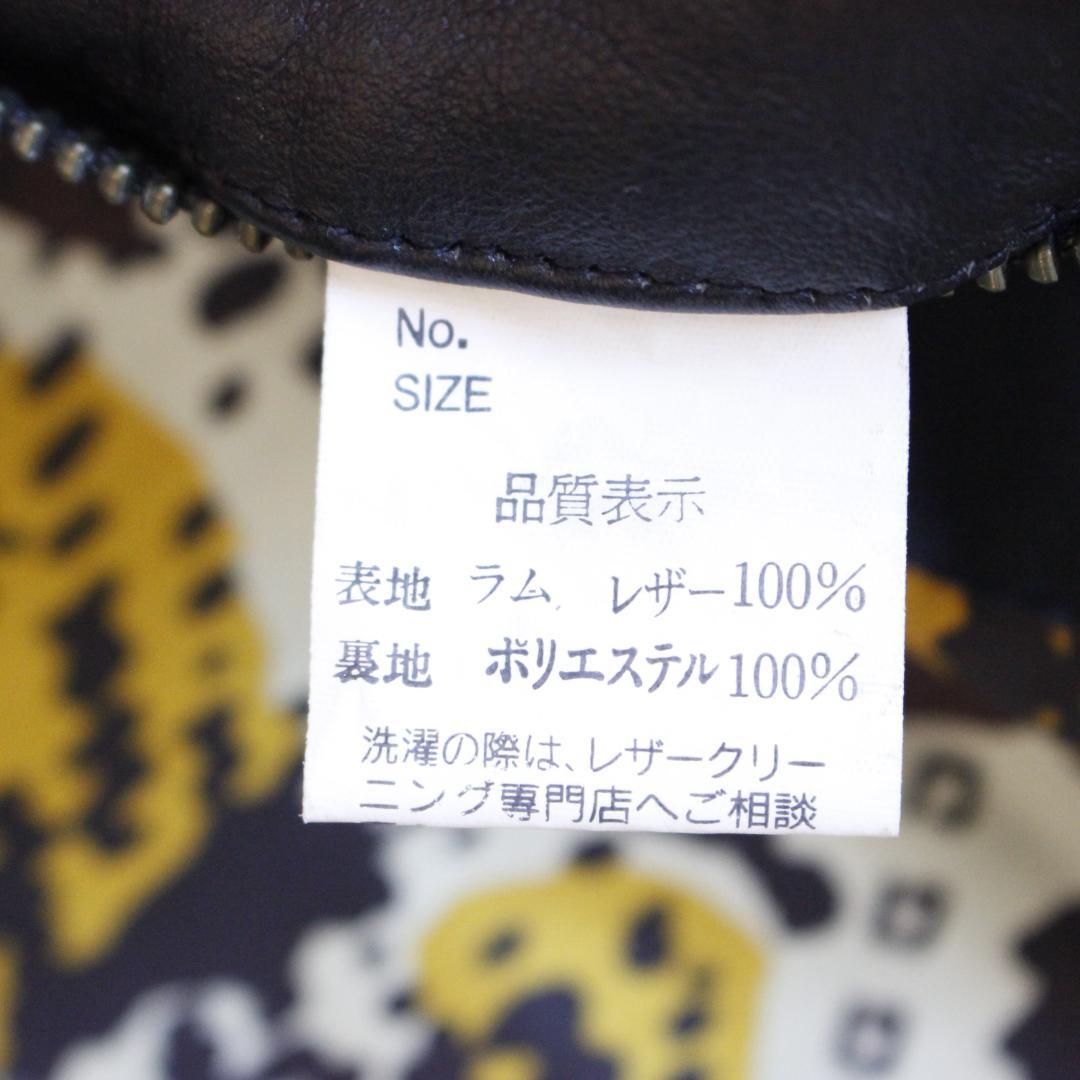 No.
SIZE
品質表示
表地 ラム レザー100%
裏地 ポリエステル100%
洗濯の際は、レザークリー
ニング専門店へご相談